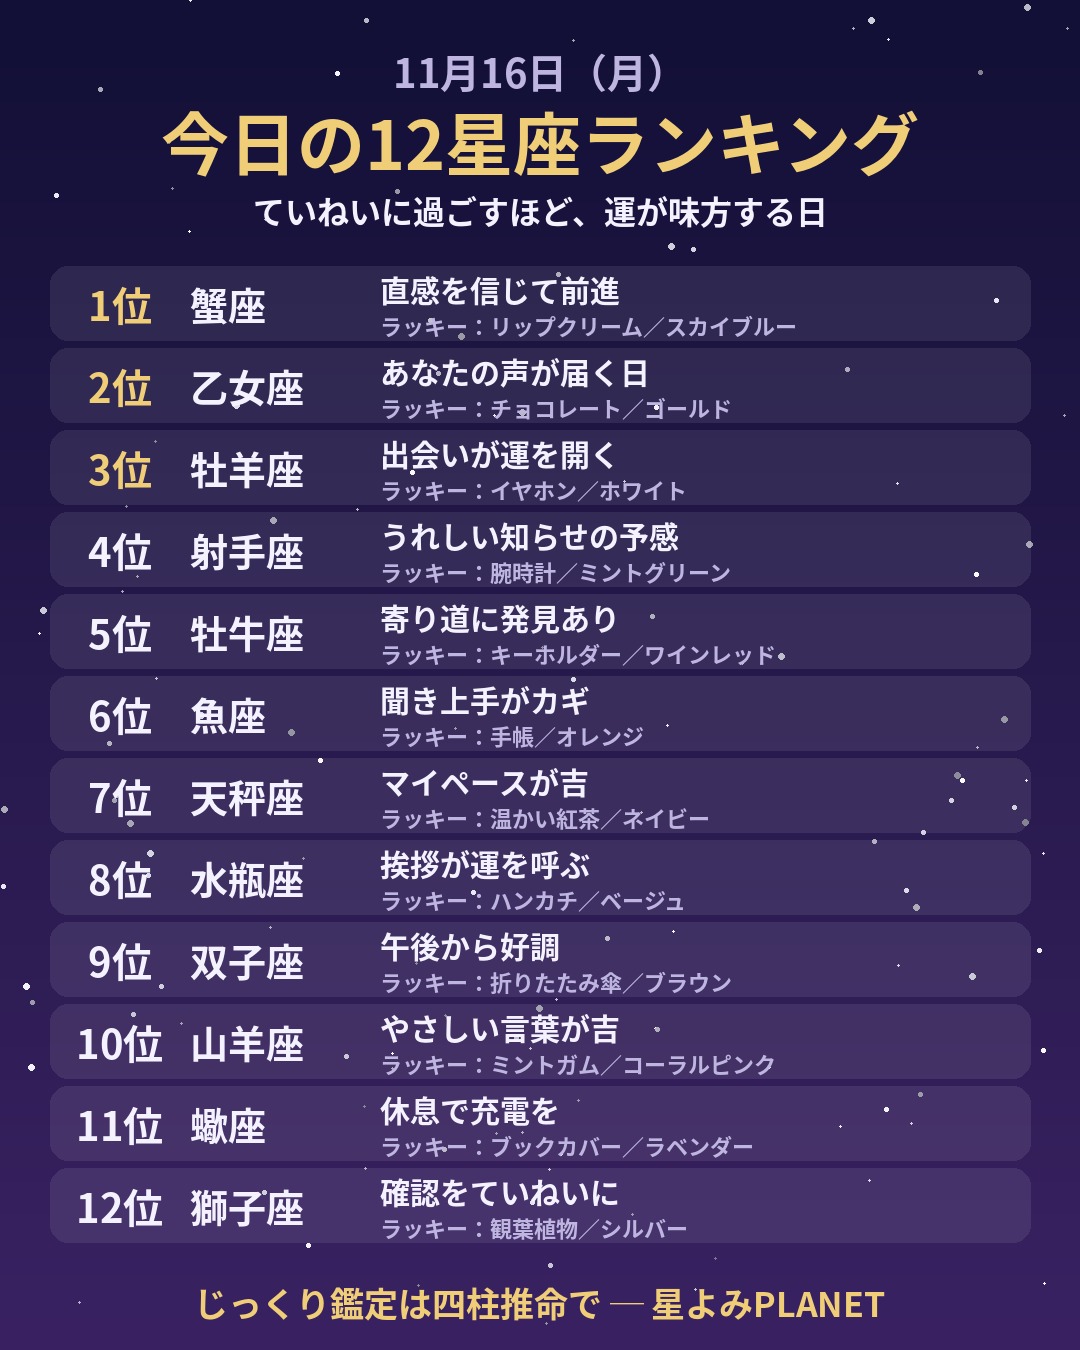 11月16日（月）
今日の12星座ランキング
ていねいに過ごすほど、運が味方する日
1位 蟹座 直感を信じて前進
ラッキー：リップクリーム／スカイブルー
2位 乙女座 あなたの声が届く日
ラッキー：チョコレート／ゴールド
3位 牡羊座 出会いが運を開く
ラッキー：イヤホン／ホワイト
4位 射手座 うれしい知らせの予感
ラッキー：腕時計／ミントグリーン
5位 牡牛座 寄り道に発見あり
ラッキー：キーホルダー／ワインレッド
6位 魚座 聞き上手がカギ
ラッキー：手帳／オレンジ
7位 天秤座 マイペースが吉
ラッキー：温かい紅茶／ネイビー
8位 水瓶座 挨拶が運を呼ぶ
ラッキー：ハンカチ／ベージュ
9位 双子座 午後から好調
ラッキー：折りたたみ傘／ブラウン
10位 山羊座 やさしい言葉が吉
ラッキー：ミントガム／コーラルピンク
11位 蠍座 休息で充電を
ラッキー：ブックカバー／ラベンダー
12位 獅子座 確認をていねいに
ラッキー：観葉植物／シルバー
じっくり鑑定は四柱推命で ― 星よみPLANET